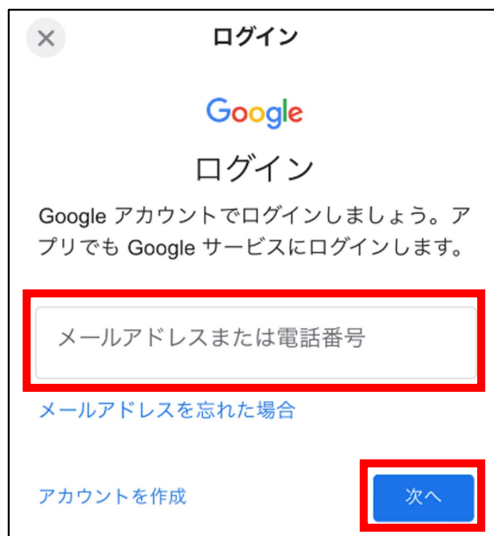 ログイン
Google
ログイン
Google アカウントでログインしましょう。ア
プリでも Google サービスにログインします。
メールアドレスまたは電話番号
メールアドレスを忘れた場合
アカウントを作成
次へ